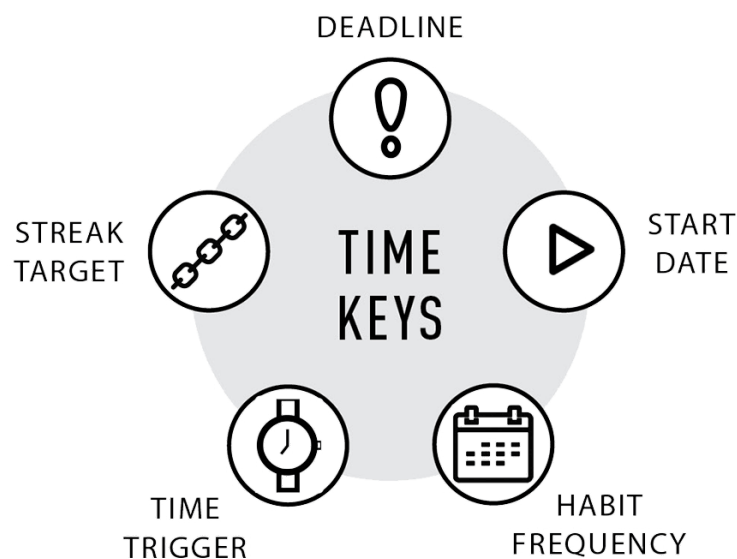 DEADLINE
START
DATE
HABIT
FREQUENCY
TIME
TRIGGER
STREAK
TARGET
TIME
KEYS